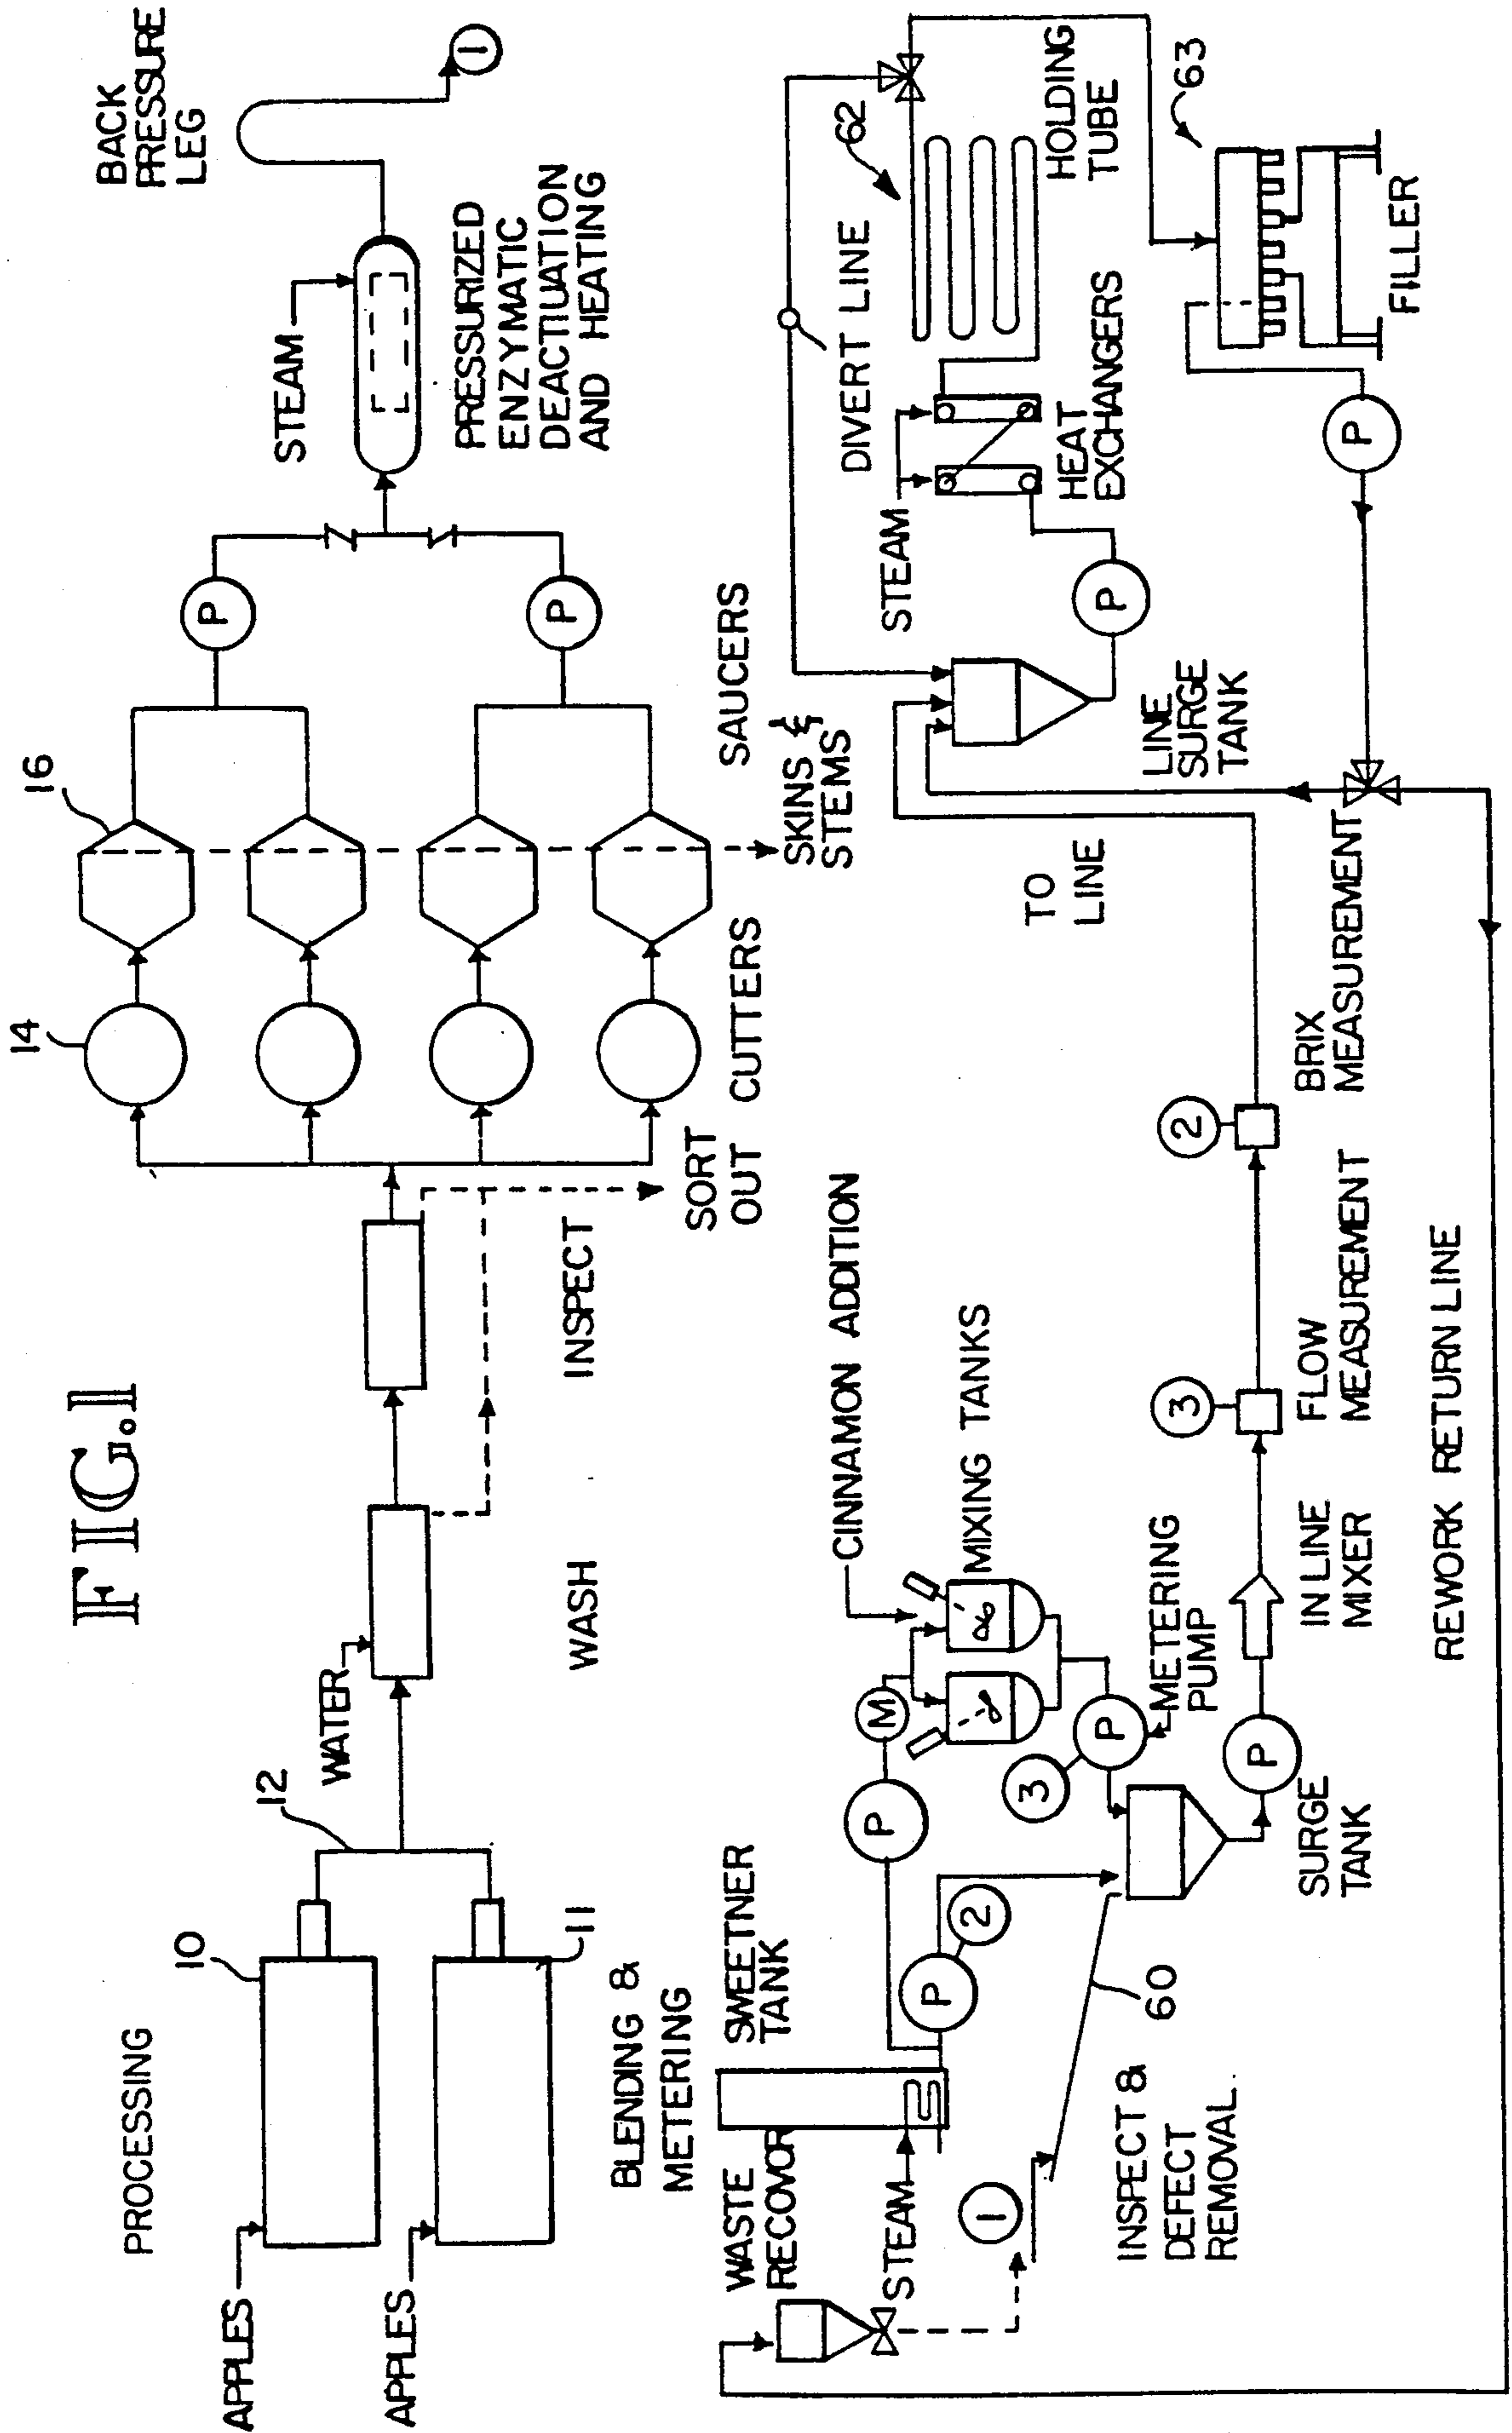 FIG.1
PROCESSING
APPLES
APPLES
10
11
12
BLENDING &
METERING
WATER
WASH
INSPECT
SORT
OUT
14
CUTTERS
16
SAUCERS
SKINS &
STEMS
P
P
STEAM
PRESSURIZED
ENZYMATIC
DEACTIUATION
AND HEATING
BACK
PRESSURE
LEG
1
WASTE
RECOVOR
SWEETNER
TANK
STEAM
1
INSPECT &
DEFECT
REMOVAL.
60
P
2
P
M
CINNAMON ADDITION
MIXING TANKS
3
P
METERING
PUMP
SURGE
TANK
P
IN LINE
MIXER
3
FLOW
MEASUREMENT
2
BRIX
MEASUREMENT
TO
LINE
LINE
SURGE
TANK
P
STEAM
HEAT
EXCHANGERS
DIVERT LINE
62
HOLDING
TUBE
63
FILLER
P
REWORK RETURN LINE